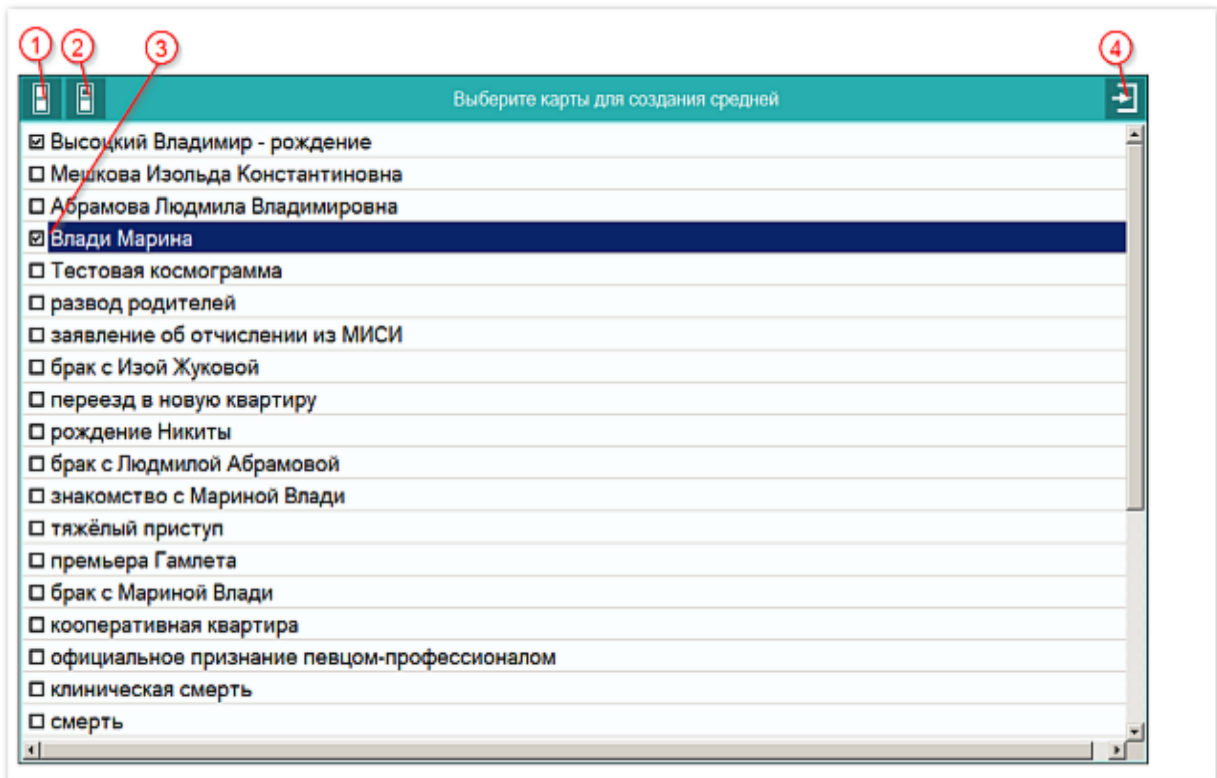 1 2 3 4
Выберите карты для создания средней
Высоцкий Владимир - рождение
Мешкова Изольда Константиновна
Абрамова Людмила Владимировна
Влади Марина
Тестовая космограмма
развод родителей
заявление об отчислении из МИСИ
брак с Изой Жуковой
переезд в новую квартиру
рождение Никиты
брак с Людмилой Абрамовой
знакомство с Мариной Влади
тяжёлый приступ
премьера Гамлета
брак с Мариной Влади
кооперативная квартира
официальное признание певцом-профессионалом
клиническая смерть
смерть